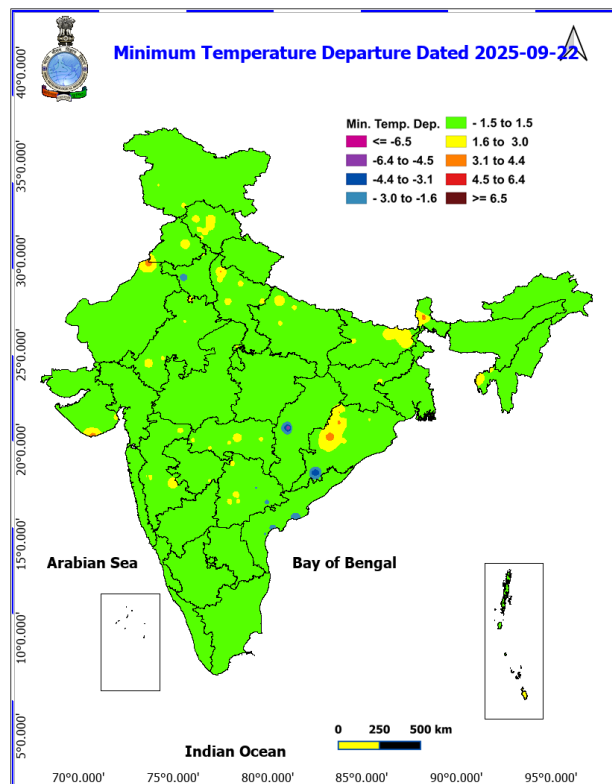 Minimum Temperature Departure Dated 2025-09-22
40°0.000'
Min. Temp. Dep.
- 1.5 to 1.5
<= -6.5
1.6 to 3.0
-6.4 to -4.5
3.1 to 4.4
-4.4 to -3.1
4.5 to 6.4
- 3.0 to -1.6
>= 6.5
35°0.000'
30°0.000'
25°0.000'
20°0.000'
15°0.000'
Arabian Sea
Bay of Bengal
10°0.000'
5°0.000'
0 250 500 km
Indian Ocean
70°0.000' 75°0.000' 80°0.000' 85°0.000' 90°0.000' 95°0.000'